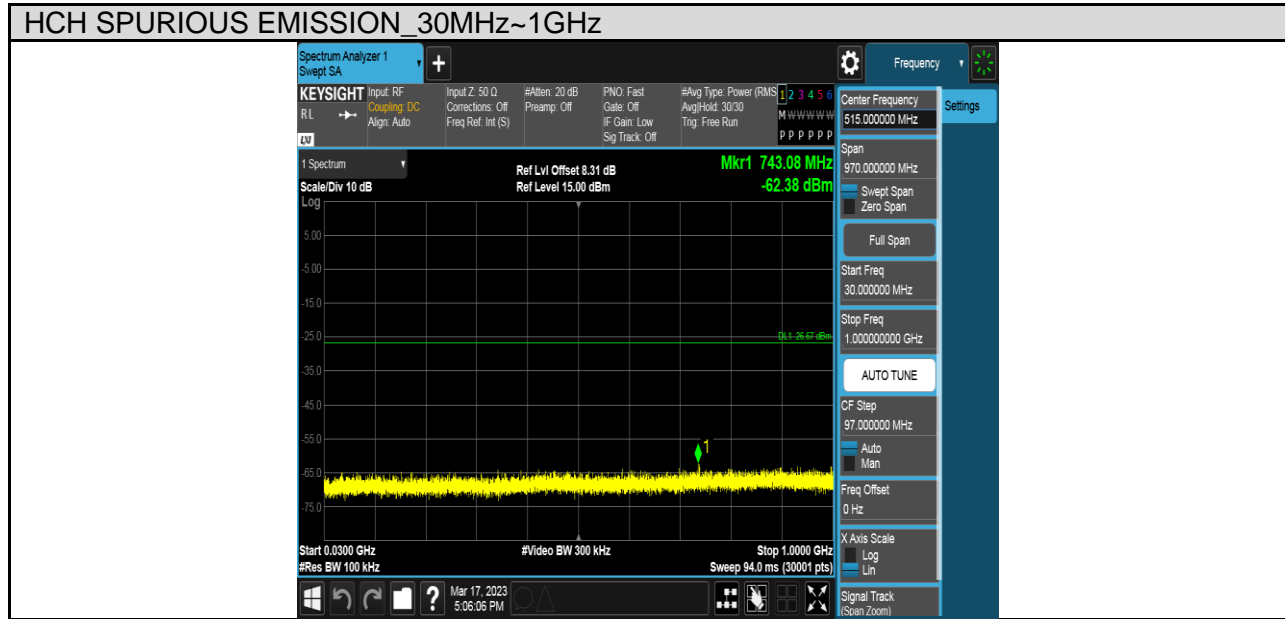 HCH SPURIOUS EMISSION_30MHz~1GHz
Spectrum Analyzer 1
Swept SA
+
Frequency
KEYSIGHT
RL
LXI
Input: RF
Coupling: DC
Align: Auto
Input Z: 50 Ω
Corrections: Off
Freq Ref: Int (S)
#Atten: 20 dB
Preamp: Off
PNO: Fast
Gate: Off
IF Gain: Low
Sig Track: Off
#Avg Type: Power (RMS
Avg|Hold: 30/30
Trig: Free Run
1 2 3 4 5 6
M W W W W W
P P P P P P
1 Spectrum
Scale/Div 10 dB
Log
Ref Lvl Offset 8.31 dB
Ref Level 15.00 dBm
Mkr1 743.08 MHz
-62.38 dBm
5.00
-5.00
-15.0
-25.0
DL1 -26.67 dBm
-35.0
-45.0
-55.0
1
-65.0
-75.0
Start 0.0300 GHz
#Res BW 100 kHz
#Video BW 300 kHz
Stop 1.0000 GHz
Sweep 94.0 ms (30001 pts)
?
Mar 17, 2023
5:06:06 PM
Center Frequency
515.000000 MHz
Span
970.000000 MHz
Swept Span
Zero Span
Full Span
Start Freq
30.000000 MHz
Stop Freq
1.000000000 GHz
AUTO TUNE
CF Step
97.000000 MHz
Auto
Man
Freq Offset
0 Hz
X Axis Scale
Log
Lin
Signal Track
(Span Zoom)
Settings